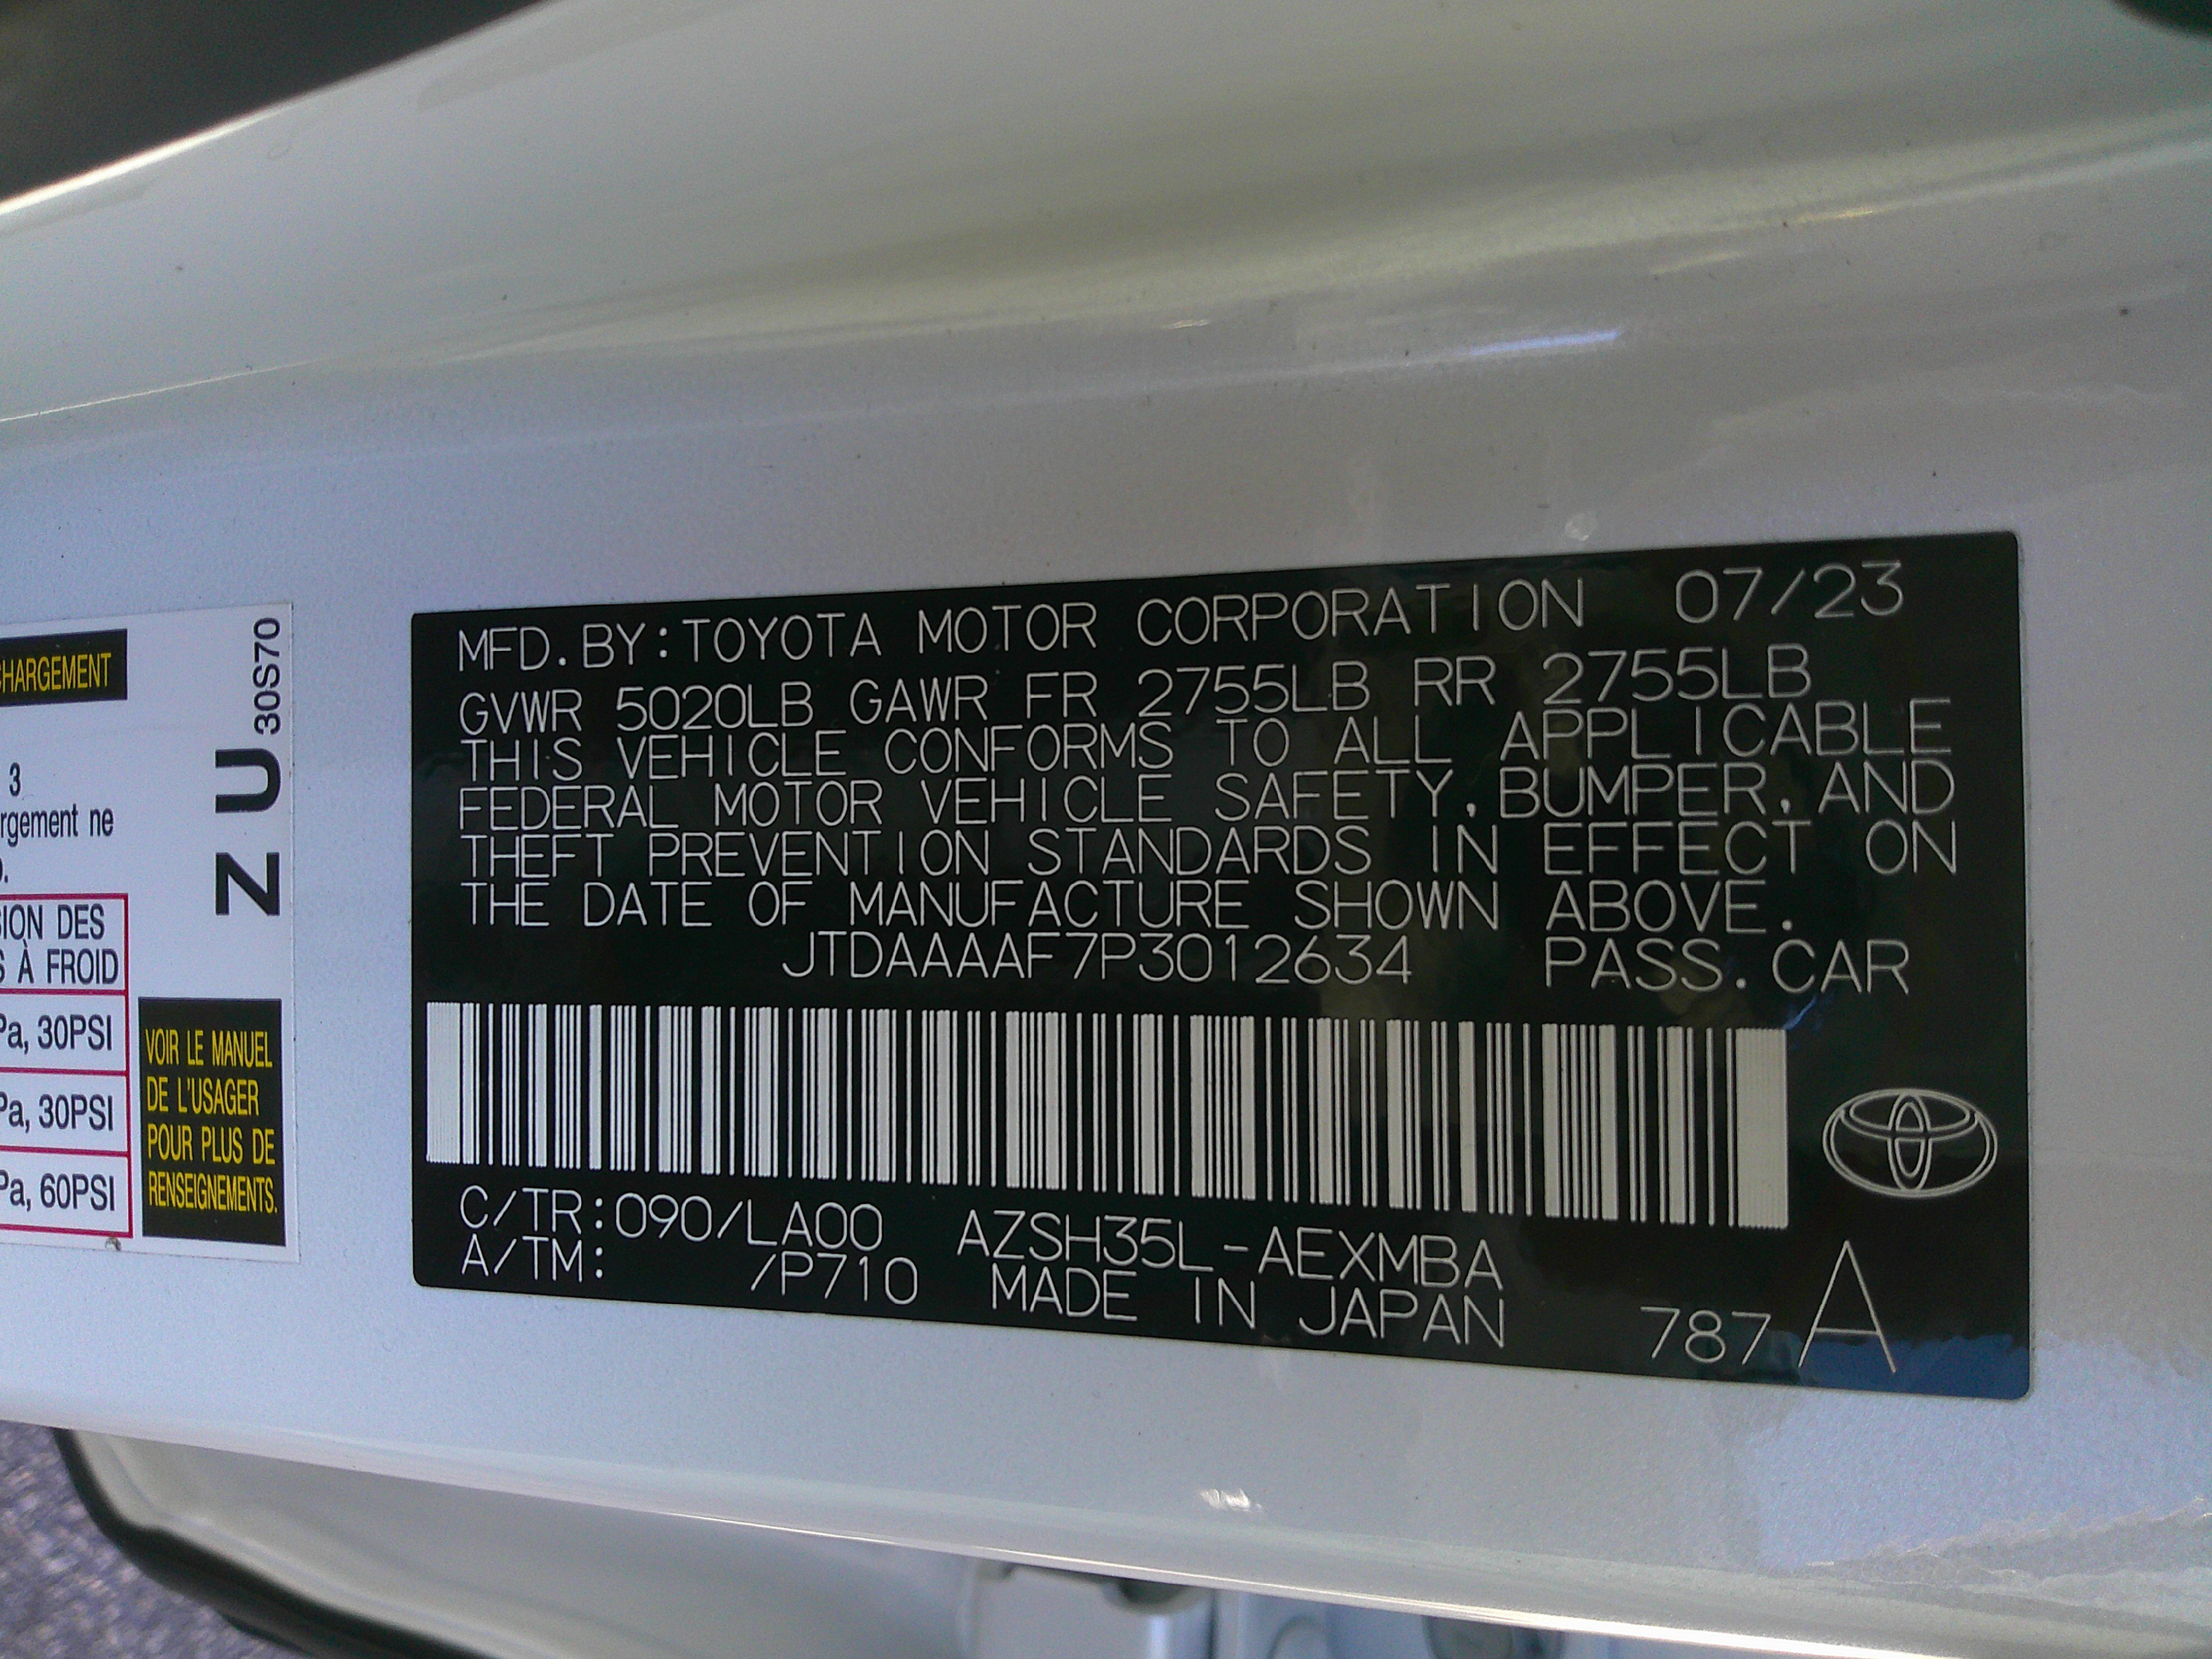 HARGEMENT
3
rgement ne
SION DES
À FROID
Pa, 30PSI
Pa, 30PSI
Pa, 60PSI
30S70
Z U
VOIR LE MANUEL
DE L'USAGER
POUR PLUS DE
RENSEIGNEMENTS.
MFD. BY: TOYOTA MOTOR CORPORATION 07/23
GVWR 5020LB GAWR FR 2755LB RR 2755LB
THIS VEHICLE CONFORMS TO ALL APPLICABLE
FEDERAL MOTOR VEHICLE SAFETY, BUMPER, AND
THEFT PREVENTION STANDARDS IN EFFECT ON
THE DATE OF MANUFACTURE SHOWN ABOVE.
JTDAAAAF7P3012634 PASS. CAR
C/TR: 090/LA00 AZSH35L-AEXMBA
A/TM: /P710 MADE IN JAPAN 787 A